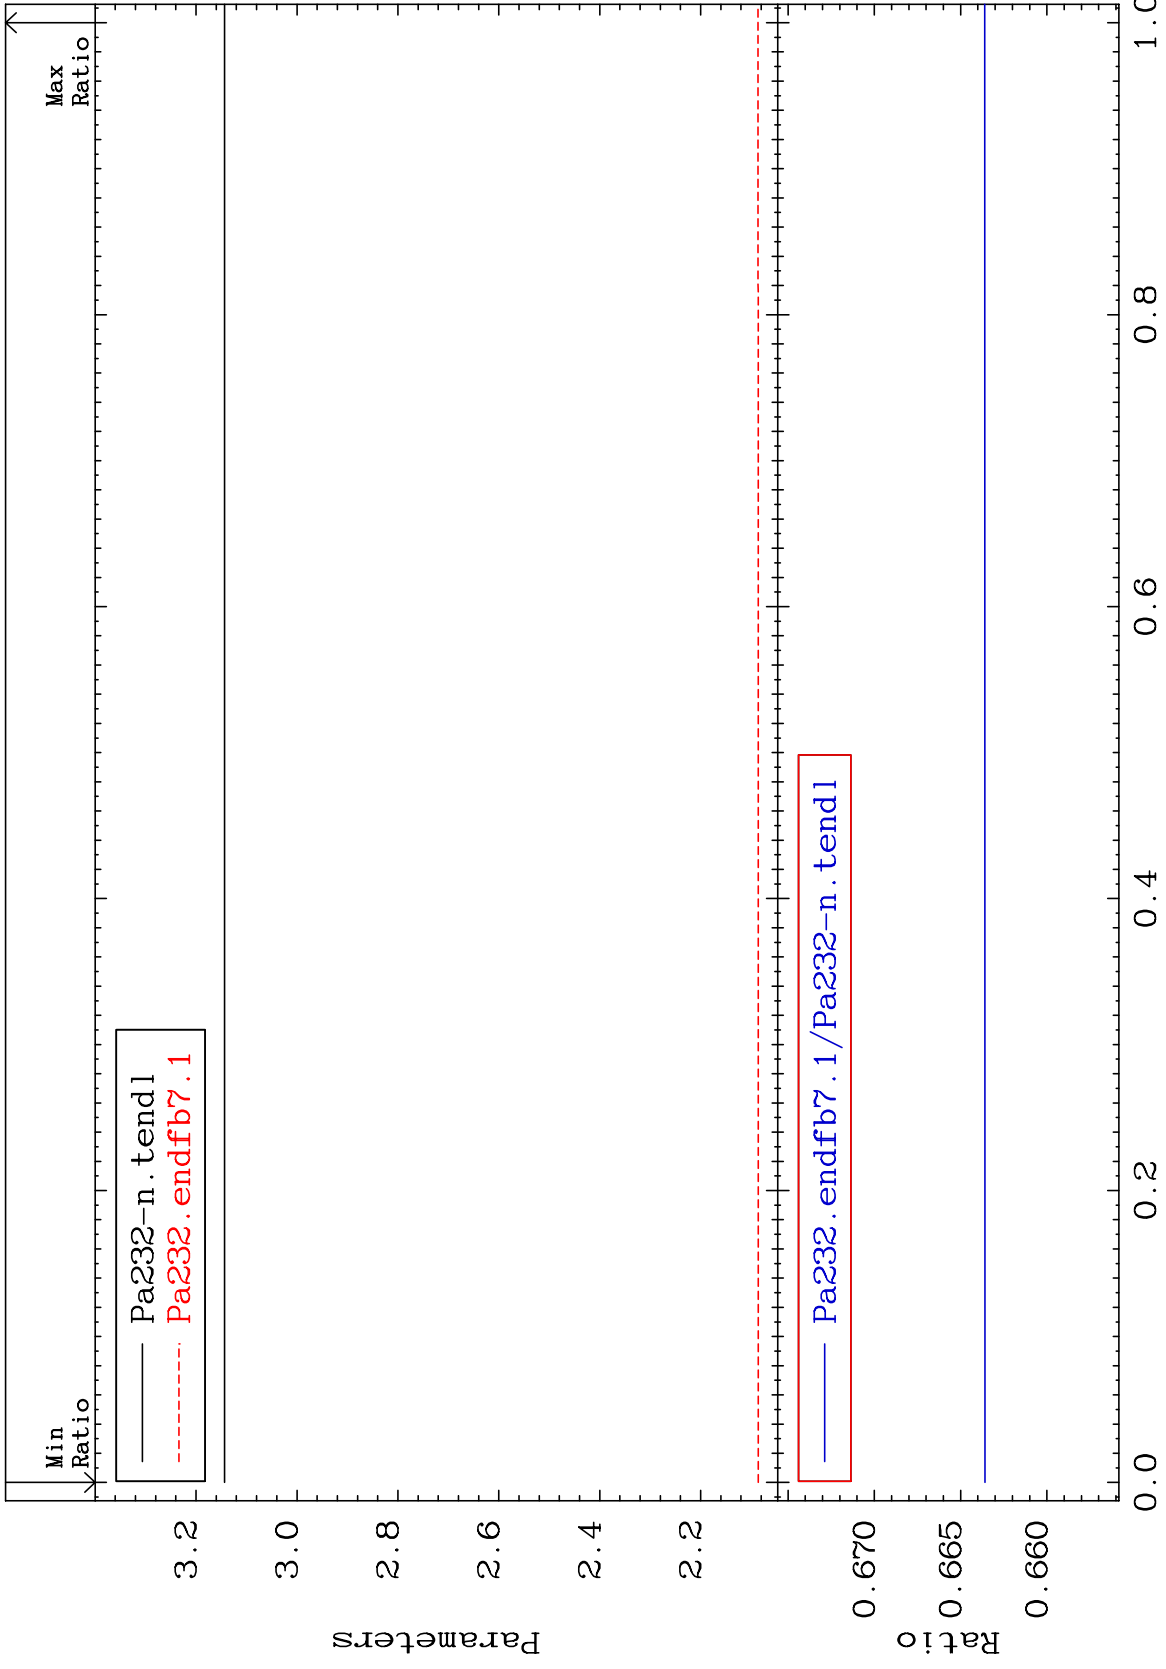 Min
Ratio
Max
Ratio
Pa232-n.tendl
Pa232.endfb7.1
3.2
3.0
2.8
2.6
2.4
2.2
Parameters
Pa232.endfb7.1/Pa232-n.tendl
0.670
0.665
0.660
Ratio
0.0
0.2
0.4
0.6
0.8
1.0